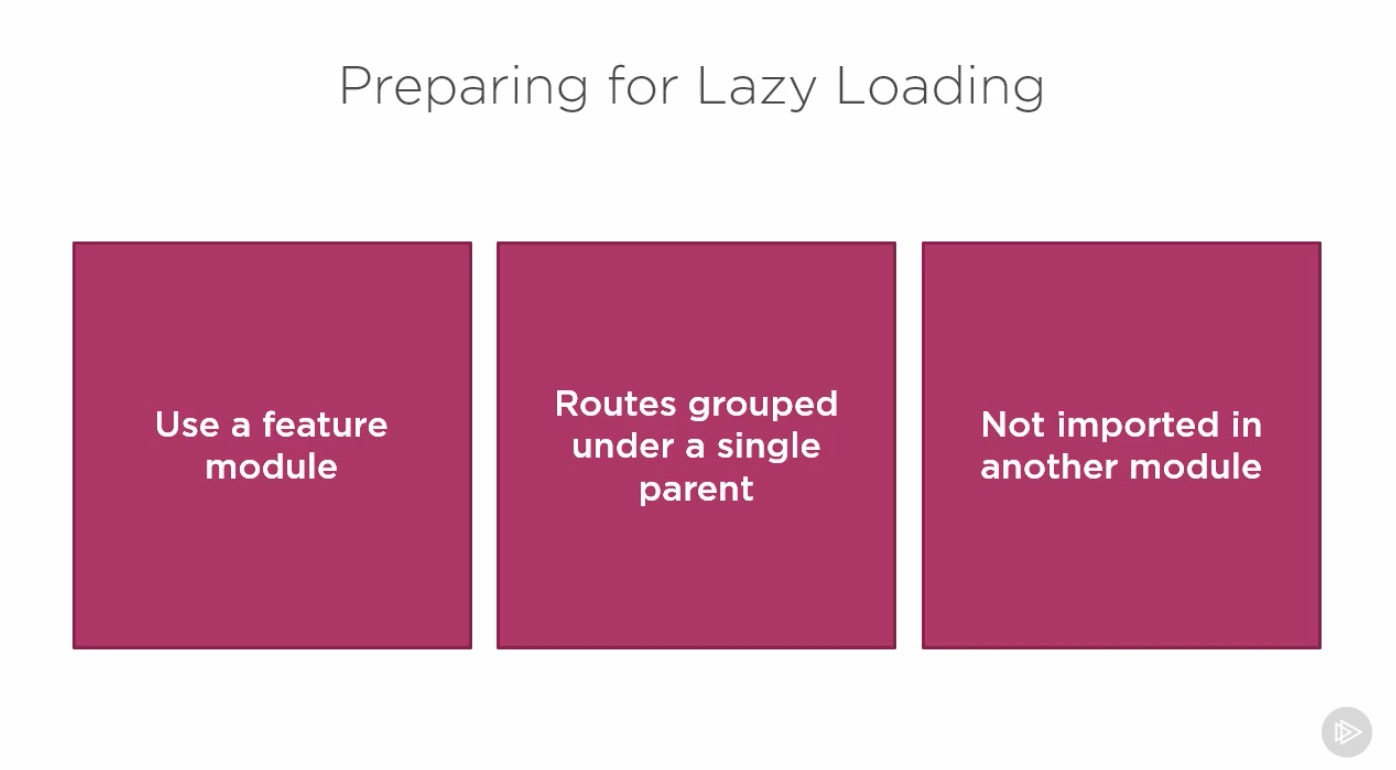 Preparing for Lazy Loading
Use a feature
module
Routes grouped
under a single
parent
Not imported in
another module